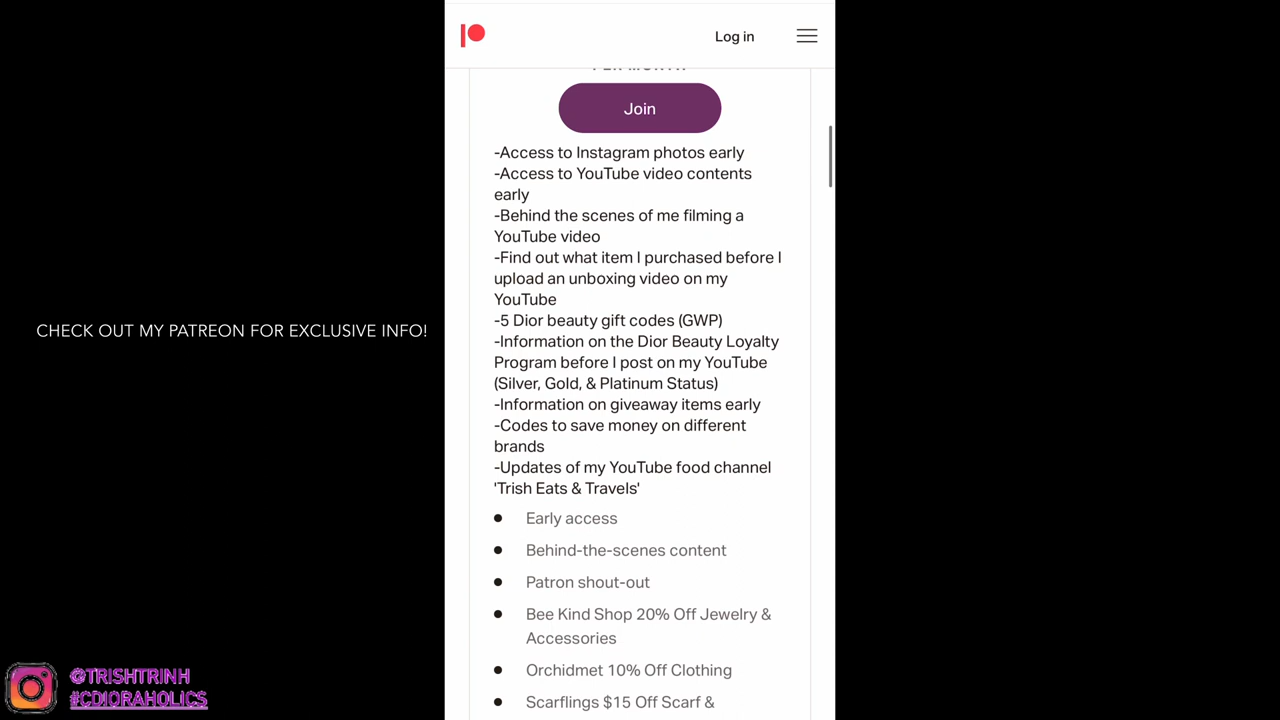 Log in
Join
-Access to Instagram photos early
-Access to YouTube video contents
early
-Behind the scenes of me filming a
YouTube video
-Find out what item I purchased before I
upload an unboxing video on my
YouTube
-5 Dior beauty gift codes (GWP)
-Information on the Dior Beauty Loyalty
Program before I post on my YouTube
(Silver, Gold, & Platinum Status)
-Information on giveaway items early
-Codes to save money on different
brands
-Updates of my YouTube food channel
'Trish Eats & Travels'
Early access
Behind-the-scenes content
Patron shout-out
Bee Kind Shop 20% Off Jewelry &
Accessories
Orchidmet 10% Off Clothing
Scarflings $15 Off Scarf &
CHECK OUT MY PATREON FOR EXCLUSIVE INFO!
@TRISHTRINH
#CDIORAHOLICS